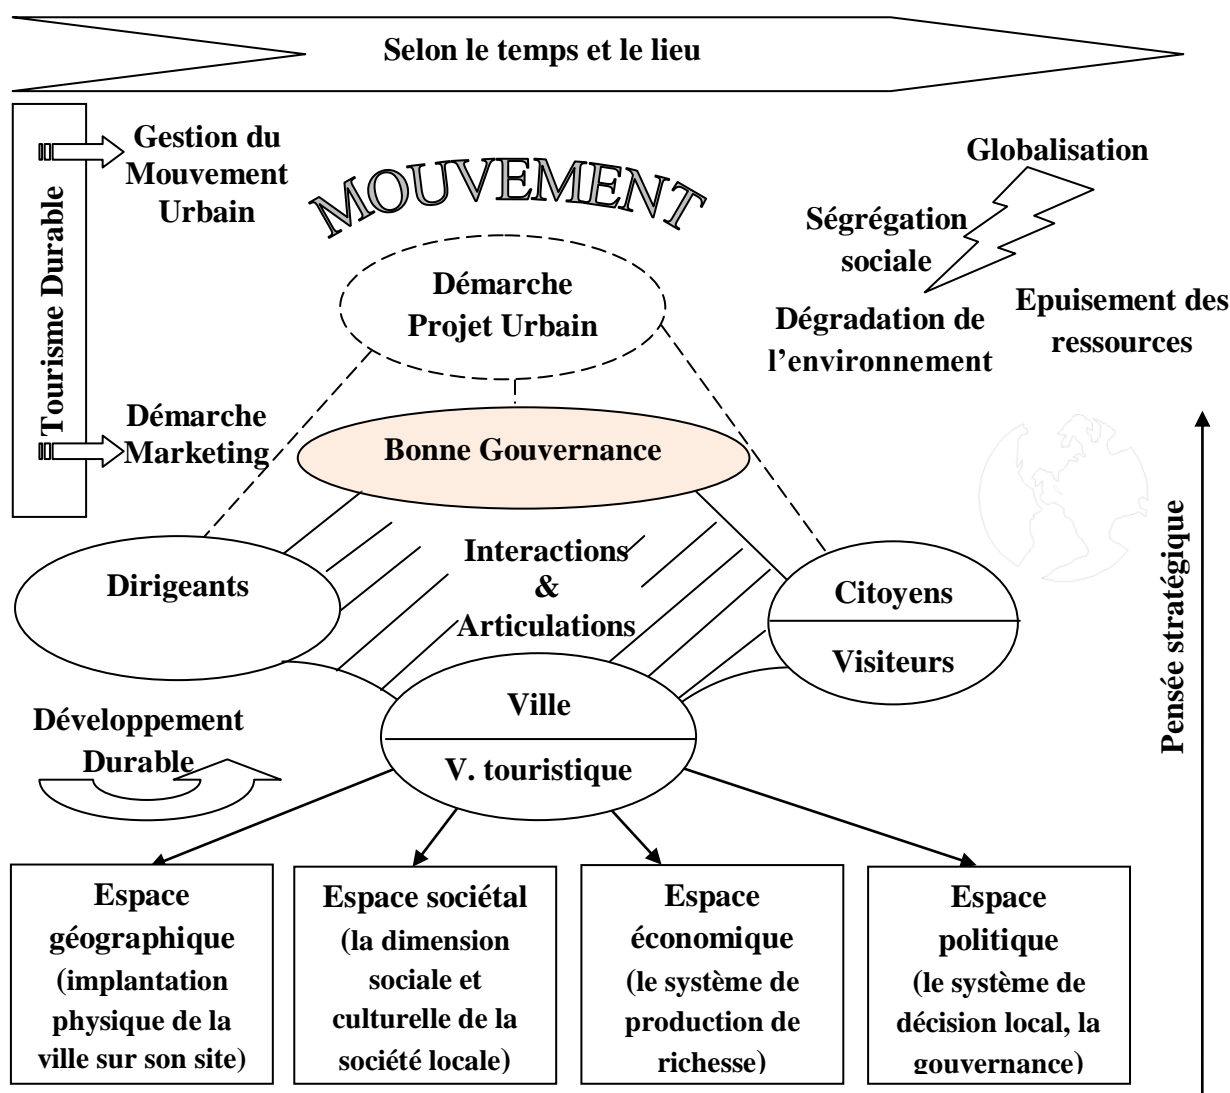 Selon le temps et le lieu
Tourisme Durable
Gestion du
Mouvement
Urbain
Démarche
Marketing
MOUVEMENT
Démarche
Projet Urbain
Globalisation
Ségrégation
sociale
Dégradation de
l'environnement
Epuisement des
ressources
Bonne Gouvernance
Interactions
&
Articulations
Dirigeants
Citoyens
Visiteurs
Pensée stratégique
Ville
V. touristique
Développement
Durable
Espace
géographique
(implantation
physique de la
ville sur son site)
Espace sociétal
(la dimension
sociale et
culturelle de la
société locale)
Espace
économique
(le système de
production de
richesse)
Espace
politique
(le système de
décision local, la
gouvernance)